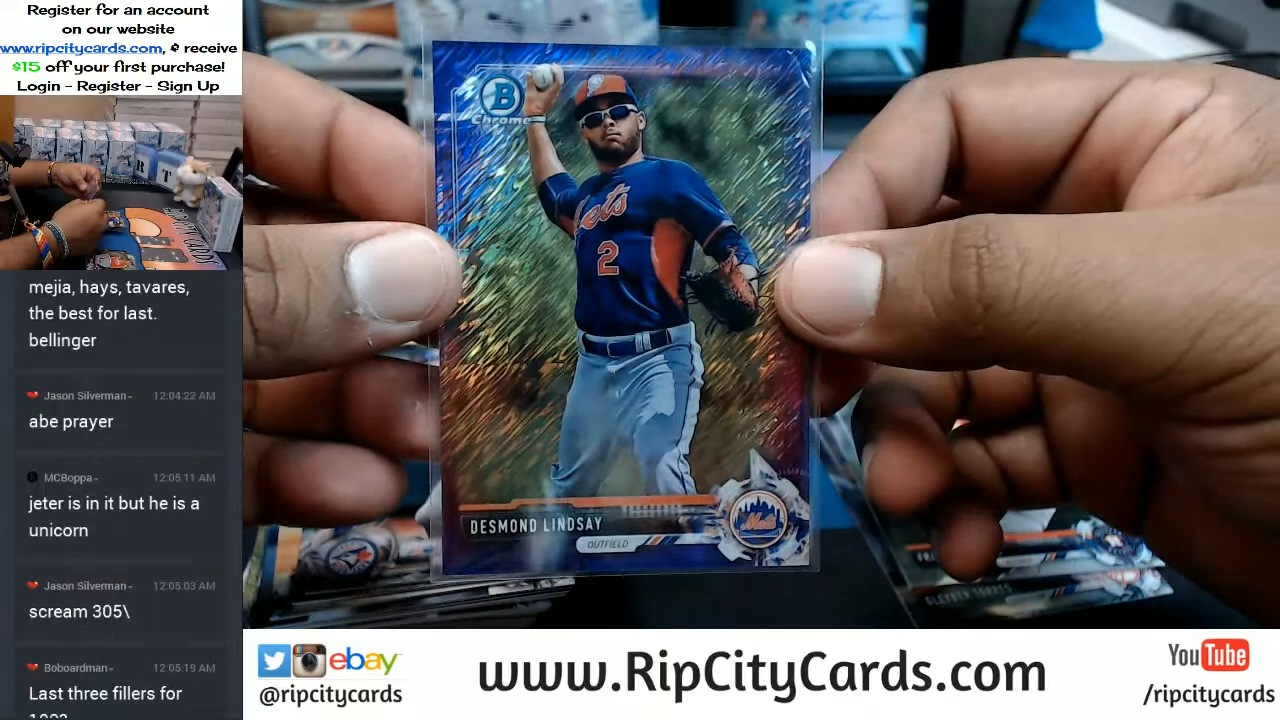 Register for an account
on our website
www.ripcitycards.com, & receive
$15 off your first purchase!
Login - Register - Sign Up
R T
mejia, hays, tavares,
the best for last.
bellinger
Jason Silverman- 12:04:22 AM
abe prayer
MCBoppa- 12:05:11 AM
jeter is in it but he is a
unicorn
Jason Silverman- 12:05:03 AM
scream 305\
Boboardman- 12:05:19 AM
Last three fillers for
B
Chrome
Mets
2
DESMOND LINDSAY
OUTFIELD
Mets
GLEYBER TORRES
ebay
@ripcitycards
www.RipCityCards.com
YouTube
/ripcitycards